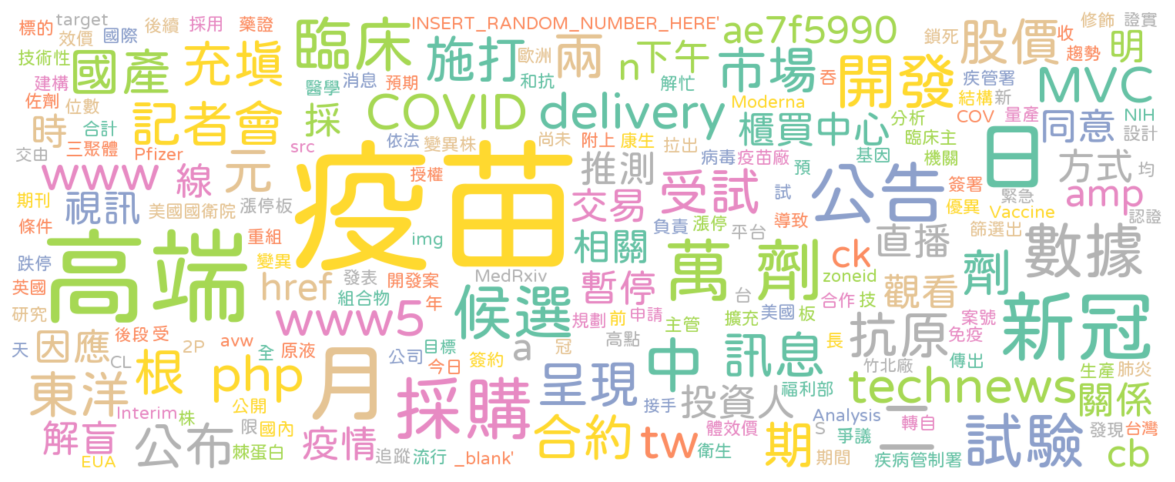 標的 target 後續 採用 藥證 臨床 INSERT_RANDOM_NUMBER_HERE' ae7f5990 鎖死 修飾 證實
效價 國際 國產 充填 施打 歐洲 兩 n 下午 市場 開發 股價 收 明
技術性 醫學 消息 預期 和抗 解忙 吞 疾管署 趨勢 MVC
建構 記者會 COVID delivery Moderna 結構 新 量產 NIH
佐劑 位數 採 櫃買中心 分析 COV 同意 設計
時 合計 依法 變異株 尚未 附上 康生 拉出 病毒 疫苗廠 臨床主 日
交由 三聚體 Pfizer src 疫苗 推測 基因 機關 簽署 緊急 方式 均
www 線 元 授權 預 公告 優異 amp
期刊 視訊 美國國衛院 漲停板 交易 受試 試 Vaccine 認證
條件 重組 img 相關 負責 漲停 平台 導致 直播 篩選出 數據
跌停 高端 變異 發表 開發案 MedRxiv 萬 劑 ck 劑
英國 href 組合物 年 候選 暫停 台 zoneid 觀看 新冠
研究 www5 規劃 前 申請 主管 擴充 美國 板 合作 技 案號
天 因應 後段 受 avw 全 原液 公司 目標 a 冠 高點 中 訊息 長 抗原 免疫
CL 根 2P php 月 今日 簽約 呈現 竹北廠 傳出 生產 肺炎
東洋 採購 福利部 technews 關係
Interim 株 公開 接手 投資人 Analysis S 轉自 二 發現 台灣
解盲 公布 限 國內 疫情 合約 tw 體效價 期 爭議 試驗 cb
EUA 棘蛋白 追蹤 流行 _blank' 衛生 期間 疾病管制署